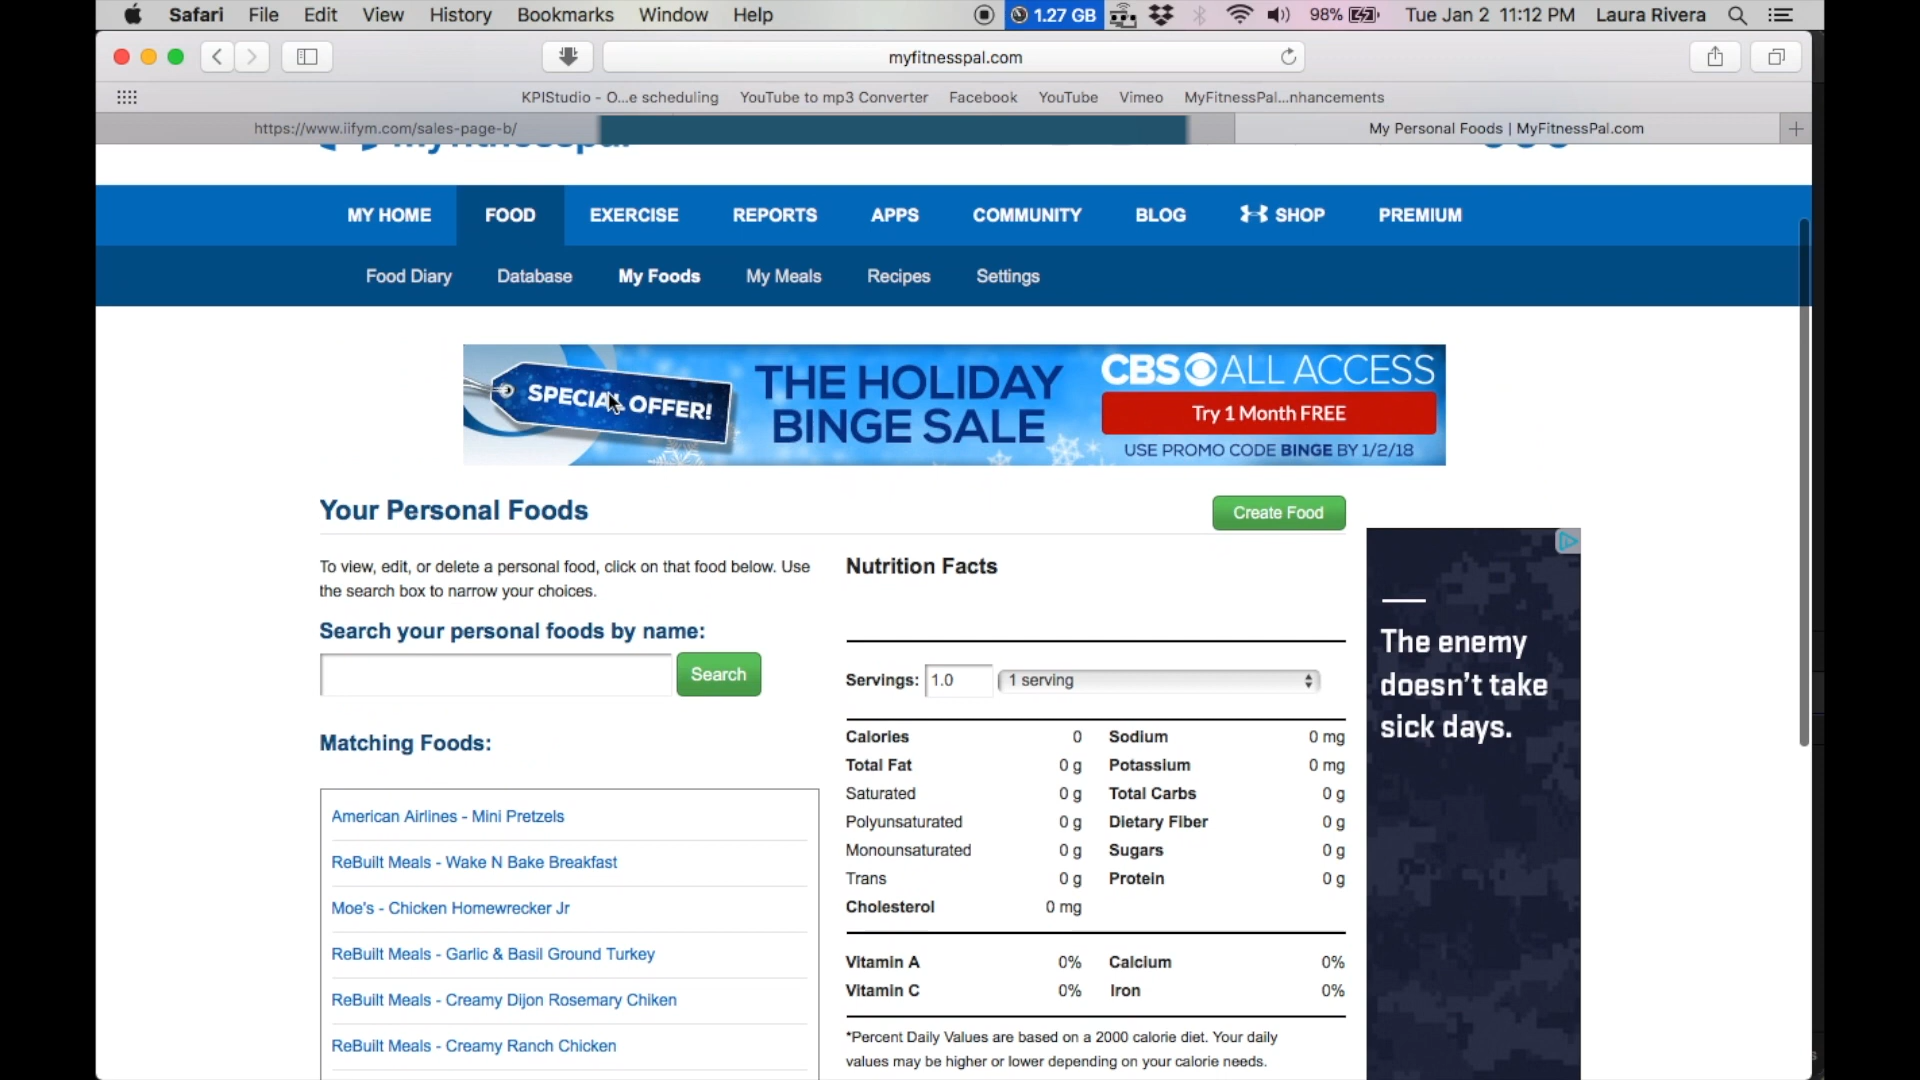 Safari File Edit View History Bookmarks Window Help 1.27 GB 98% Tue Jan 2 11:12 PM Laura Rivera
myfitnesspal.com
KPIStudio - O...e scheduling YouTube to mp3 Converter Facebook YouTube Vimeo MyFitnessPal...nhancements
https://www.iifym.com/sales-page-b/ My Personal Foods | MyFitnessPal.com
myfitnesspal
MY HOME FOOD EXERCISE REPORTS APPS COMMUNITY BLOG SHOP PREMIUM
Food Diary Database My Foods My Meals Recipes Settings
SPECIAL OFFER!
THE HOLIDAY
BINGE SALE
CBS ALL ACCESS
Try 1 Month FREE
USE PROMO CODE BINGE BY 1/2/18
Your Personal Foods
Create Food
To view, edit, or delete a personal food, click on that food below. Use
the search box to narrow your choices.
Search your personal foods by name:
Search
Matching Foods:
American Airlines - Mini Pretzels
ReBuilt Meals - Wake N Bake Breakfast
Moe's - Chicken Homewrecker Jr
ReBuilt Meals - Garlic & Basil Ground Turkey
ReBuilt Meals - Creamy Dijon Rosemary Chiken
ReBuilt Meals - Creamy Ranch Chicken
Nutrition Facts
Servings: 1.0 1 serving
Calories 0 Sodium 0 mg
Total Fat 0 g Potassium 0 mg
Saturated 0 g Total Carbs 0 g
Polyunsaturated 0 g Dietary Fiber 0 g
Monounsaturated 0 g Sugars 0 g
Trans 0 g Protein 0 g
Cholesterol 0 mg
Vitamin A 0% Calcium 0%
Vitamin C 0% Iron 0%
*Percent Daily Values are based on a 2000 calorie diet. Your daily
values may be higher or lower depending on your calorie needs.
The enemy
doesn't take
sick days.